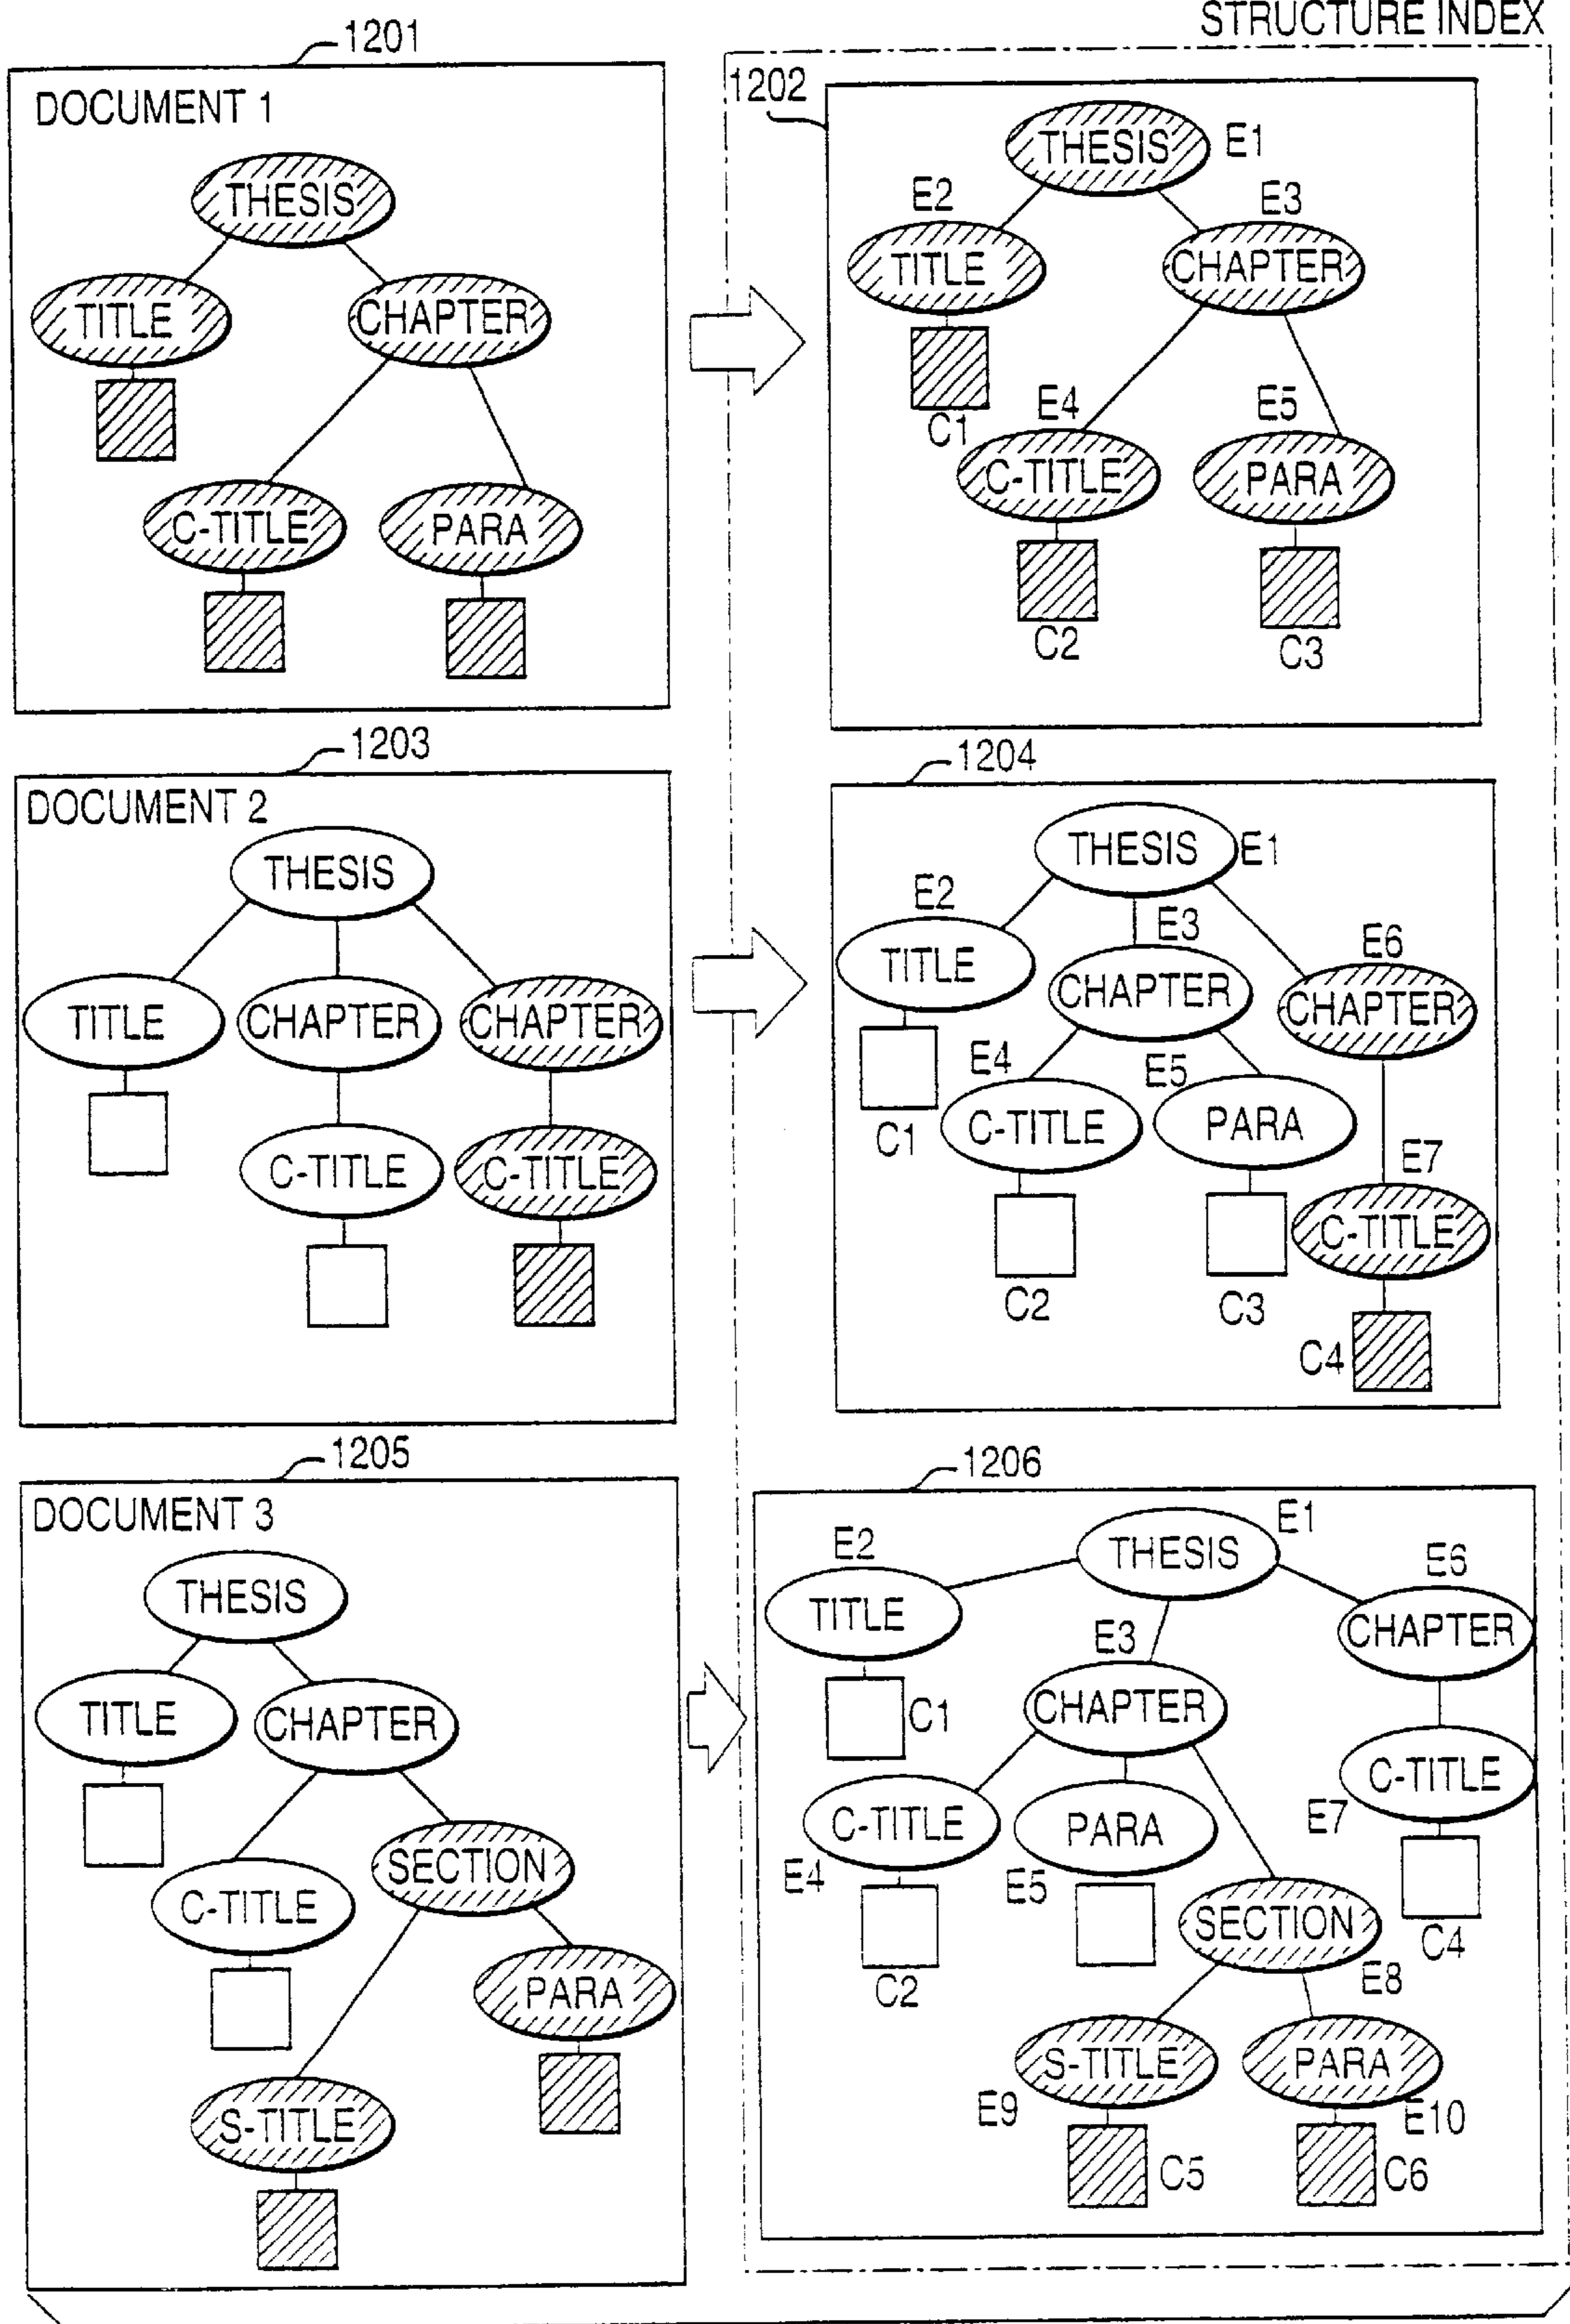 STRUCTURE INDEX
1201
DOCUMENT 1
THESIS
TITLE
CHAPTER
C-TITLE
PARA
1202
THESIS E1
E2
E3
TITLE
CHAPTER
C1
E4
E5
C-TITLE
PARA
C2
C3
1203
DOCUMENT 2
THESIS
TITLE
CHAPTER
CHAPTER
C-TITLE
C-TITLE
1204
THESIS E1
E2
E3
E6
TITLE
CHAPTER
CHAPTER
E4
E5
C1
C-TITLE
PARA
E7
C-TITLE
C2
C3
C4
1205
DOCUMENT 3
THESIS
TITLE
CHAPTER
SECTION
C-TITLE
PARA
S-TITLE
1206
E1
E2
THESIS
E6
TITLE
CHAPTER
E3
CHAPTER
C1
C-TITLE
E7
C-TITLE
PARA
E4
E5
SECTION
C4
C2
E8
S-TITLE
PARA
E9
E10
C5
C6